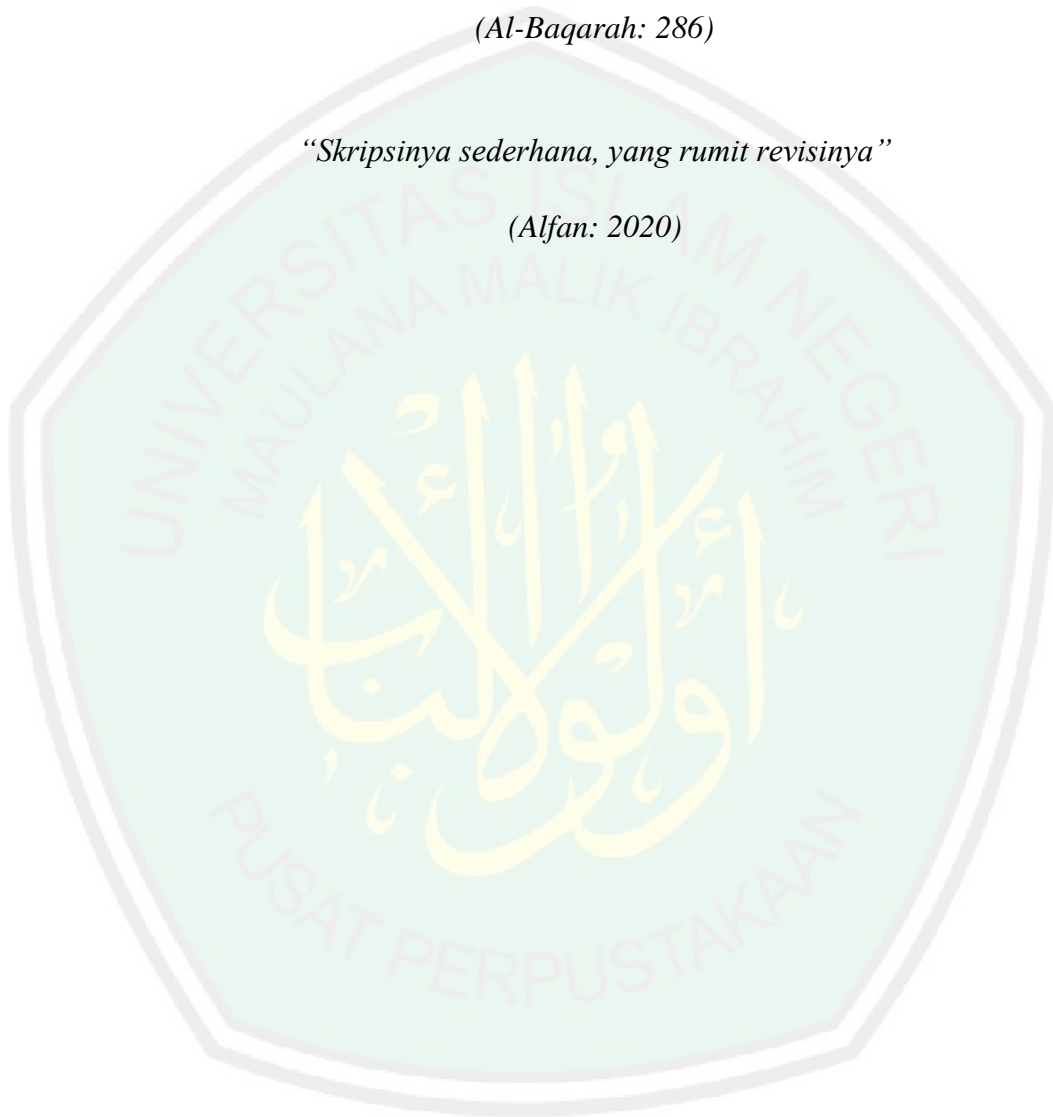 (Al-Baqarah: 286)
“Skripsinya sederhana, yang rumit revisinya”
(Alfan: 2020)
UNIVERSITAS ISLAM NEGERI
MAULANA MALIK IBRAHIM
أولوا الألباب
PUSAT PERPUSTAKAAN